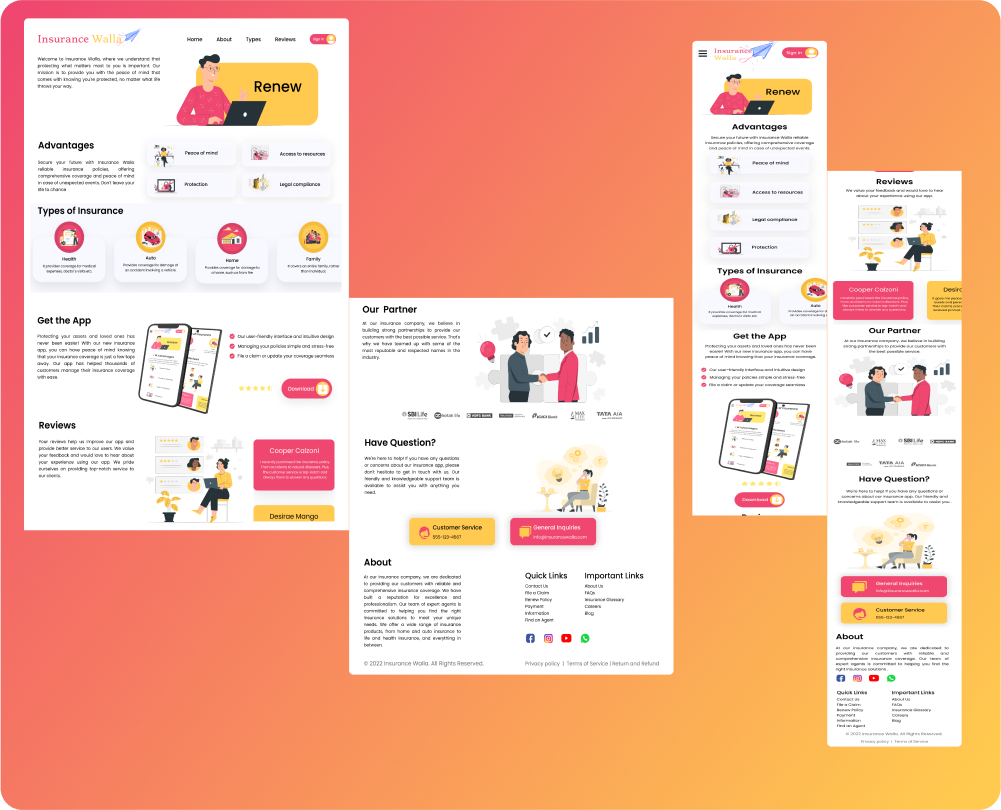 Insurance Walla
Home About Types Reviews Sign in
Welcome to Insurance Walla, where we understand that
protecting what matters most to you is important. Our
mission is to provide you with the peace of mind that
comes with knowing you're protected, no matter what life
throws your way.
Renew
Advantages
Secure your future with Insurance Walla
reliable insurance policies, offering
comprehensive coverage and peace of mind
in case of unexpected events. Don't leave your
life to chance
Peace of mind
Access to resources
Protection
Legal compliance
Types of Insurance
Health
It provides coverage for medical
expenses, doctor's visits etc.
Auto
Provides coverage for damage of
an accident involving a vehicle.
Home
Provides coverage for damage to
a house, such as from fire
Family
It covers an entire family, rather
than individual.
Get the App
Protecting your assets and loved ones has
never been easier! With our new insurance
app, you can have peace of mind knowing
that your insurance coverage is just a few taps
away. Our app has helped thousands of
customers manage their insurance coverage
with ease
Our user-friendly interface and intuitive design
Managing your policies simple and stress-free
File a claim or update your coverage seamless
Download
Reviews
Your reviews help us improve our app and
provide better service to our users. We value
your feedback and would love to hear about
your experience using our app. We pride
ourselves on providing top-notch service to
our clients.
Cooper Calzoni
Desirae Mango
Our Partner
At our insurance company, we believe in
building strong partnerships to provide our
customers with the best possible service. That's
why we have teamed up with some of the
most reputable and respected names in the
industry.
SBI Life
kotak life
HDFC BANK
ICICI Bank
MAX LIFE
TATA AIA
Have Question?
We're here to help! If you have any questions
or concerns about our insurance app, please
don't hesitate to get in touch with us. Our
friendly and knowledgeable support team is
available to assist you with anything you
need.
Customer Service
555-123-4567
General Inquiries
info@insurancewalla.com
About
At our insurance company, we are dedicated
to providing our customers with reliable and
comprehensive insurance coverage. We have
built a reputation for excellence and
professionalism. Our team of expert agents is
committed to helping you find the right
insurance solutions to meet your unique
needs. We offer a wide range of insurance
products, from home and auto insurance to
life and health insurance, and everything in
between.
Quick Links
Contact Us
File a Claim
Renew Policy
Payment
Information
Find an Agent
Important Links
About Us
FAQs
Insurance Glossary
Careers
Blog
© 2022 Insurance Walla. All Rights Reserved.
Privacy policy | Terms of Service | Return and Refund
Insurance
Walla
Sign in
Renew
Advantages
Secure your future with Insurance Walla reliable
insurance policies, offering comprehensive coverage
and peace of mind in case of unexpected events
Peace of mind
Access to resources
Legal compliance
Protection
Types of Insurance
Health
It provides coverage for medical
expenses, doctor's visits etc.
Auto
Get the App
Protecting your assets and loved ones has never been
easier! With our new insurance app, you can have
peace of mind knowing that your insurance coverage.
Our user-friendly interface and intuitive design
Managing your policies simple and stress-free
File a claim or update your coverage seamless
Download
Reviews
We value your feedback and would love to hear
about your experience using our app.
Cooper Calzoni
Desirc
Our Partner
At our insurance company, we believe in building
strong partnerships to provide our customers with
the best possible service.
kotak life
MAX LIFE
SBI Life
HDFC BANK
TATA AIA
ICICI Bank
Have Question?
We're here to help! If you have any questions or
concerns about our insurance app. Our friendly and
knowledgeable support team is available to assist you.
General Inquiries
info@insurancewalla.com
Customer Service
555-123-4567
About
At our insurance company, we are dedicated to
providing our customers with reliable and
comprehensive insurance coverage. Our team of
expert agents is committed to helping you find the
right insurance solutions.
Quick Links
Contact Us
File a Claim
Renew Policy
Payment
Information
Find an Agent
Important Links
About Us
FAQs
Insurance Glossary
Careers
Blog
© 2022 Insurance Walla. All Rights Reserved.
Privacy policy | Terms of Service